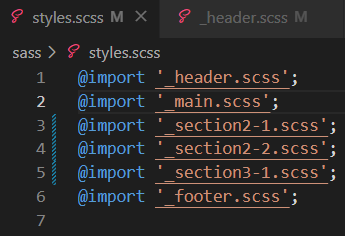 styles.scss M ×
_header.scss M
sass > styles.scss
1 @import '_header.scss';
2 @import '_main.scss';
3 @import '_section2-1.scss';
4 @import '_section2-2.scss';
5 @import '_section3-1.scss';
6 @import '_footer.scss';
7